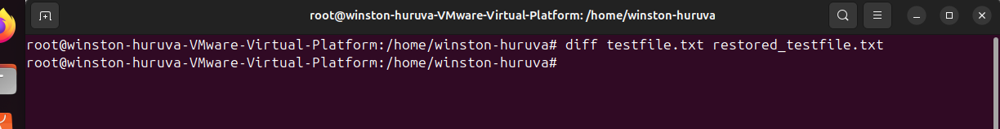 root@winston-huruva-VMware-Virtual-Platform: /home/winston-huruva
root@winston-huruva-VMware-Virtual-Platform:/home/winston-huruva# diff testfile.txt restored_testfile.txt
root@winston-huruva-VMware-Virtual-Platform:/home/winston-huruva#